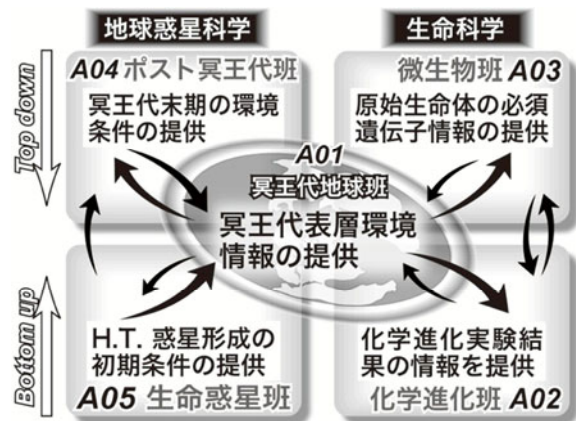 地球惑星科学
生命科学
A04 ポスト冥王代班
冥王代末期の環境
条件の提供
微生物班 A03
原始生命体の必須
遺伝子情報の提供
Top down
A01
冥王代地球班
冥王代表層環境
情報の提供
Bottom up
H.T. 惑星形成の
初期条件の提供
A05 生命惑星班
化学進化実験結
果の情報を提供
化学進化班 A02